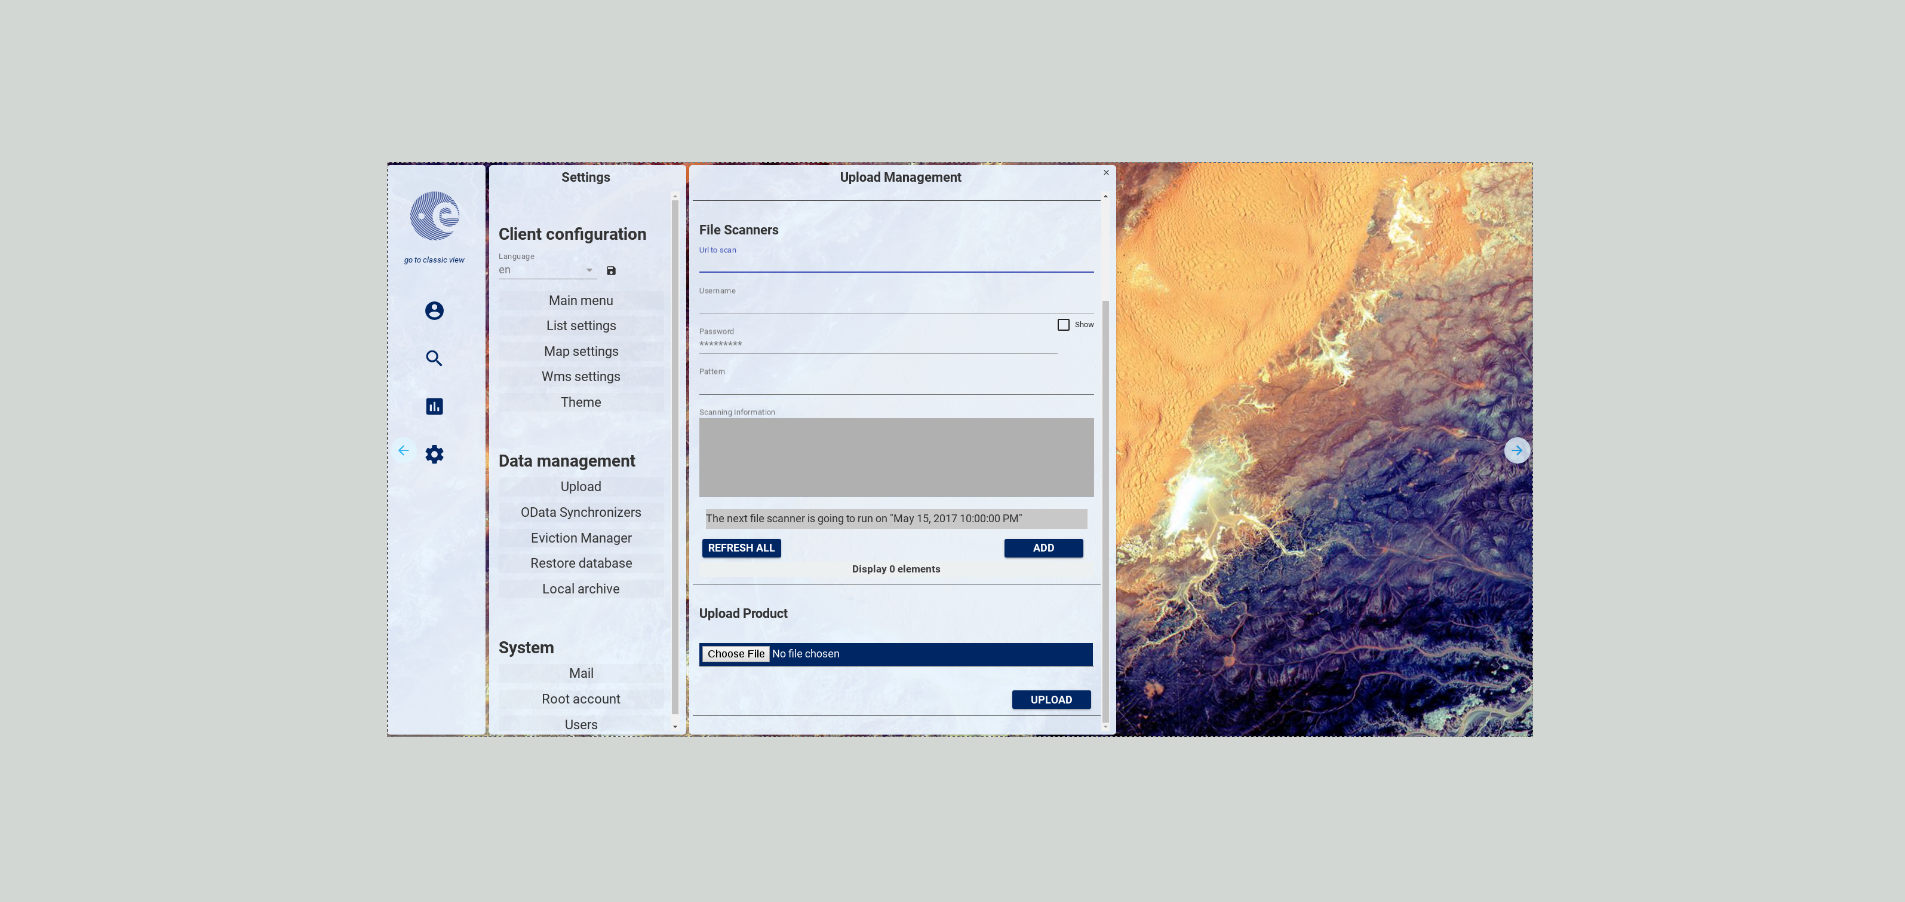 go to classic view
Settings
Client configuration
Language
en
Main menu
List settings
Map settings
Wms settings
Theme
Data management
Upload
OData Synchronizers
Eviction Manager
Restore database
Local archive
System
Mail
Root account
Users
Upload Management
×
File Scanners
Url to scan
Username
Password
*********
Show
Pattern
Scanning information
The next file scanner is going to run on "May 15, 2017 10:00:00 PM"
REFRESH ALL
ADD
Display 0 elements
Upload Product
Choose File No file chosen
UPLOAD